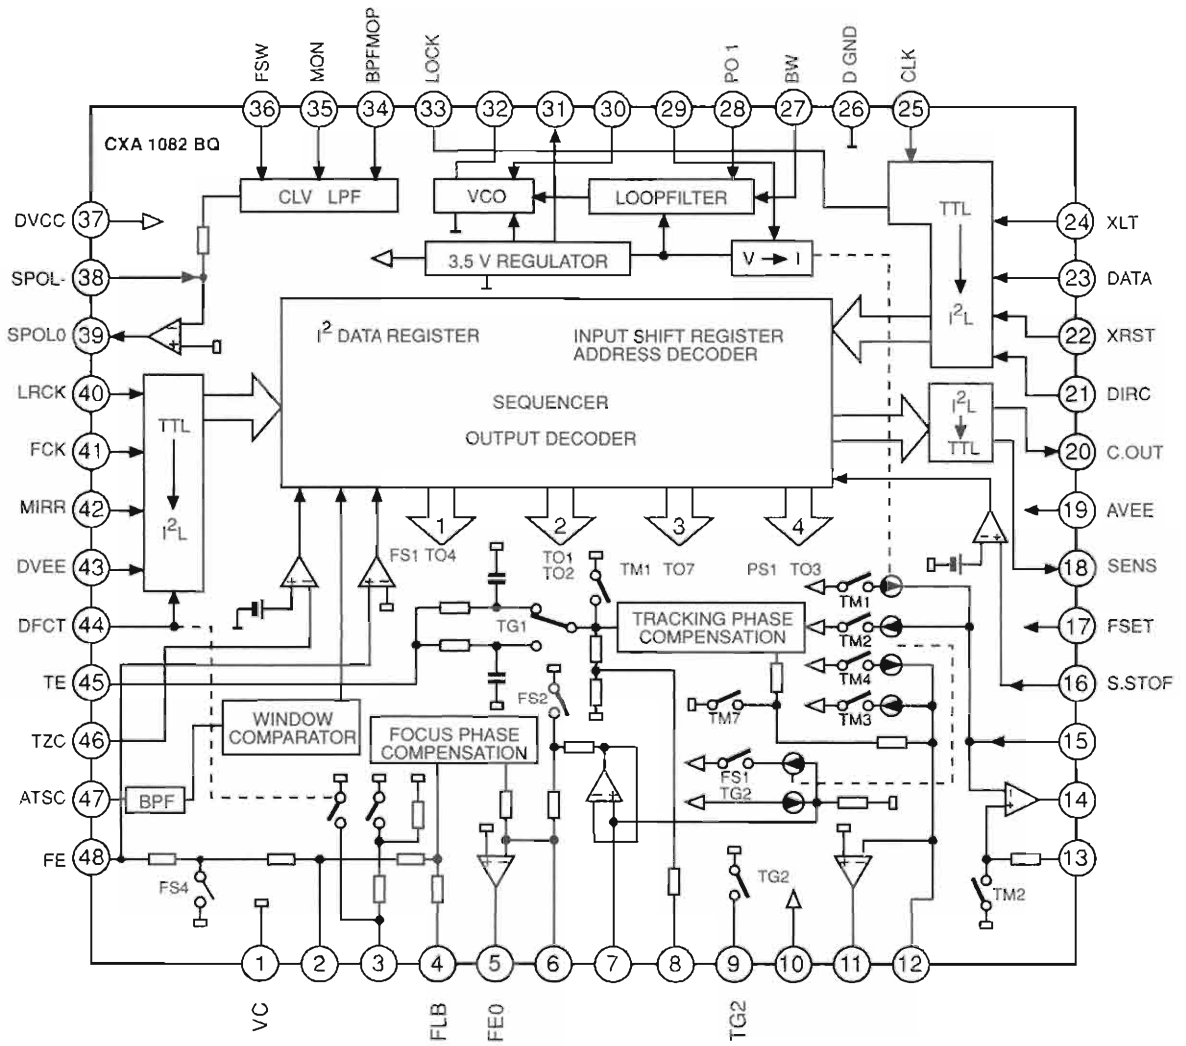 FSW
MON
BPFMOP
LOCK
PO 1
BW
D GND
CLK
36
35
34
33
32
31
30
29
28
27
26
25
CXA 1082 BQ
CLV LPF
VCO
LOOPFILTER
3.5 V REGULATOR
V I
TTL
I2L
DVCC 37
SPOL- 38
SPOL0 39
LRCK 40
FCK 41
MIRR 42
DVEE 43
DFCT 44
TE 45
TZC 46
ATSC 47
FE 48
24 XLT
23 DATA
22 XRST
21 DIRC
20 C.OUT
19 AVEE
18 SENS
17 FSET
16 S.STOF
15
14
13
I2 DATA REGISTER
INPUT SHIFT REGISTER
ADDRESS DECODER
SEQUENCER
OUTPUT DECODER
TTL
I2L
I2L
TTL
1
2
3
4
FS1 TO4
TO1
TO2
TM1 TO7
PS1 TO3
TG1
TRACKING PHASE
COMPENSATION
TM1
TM2
TM4
TM3
FS2
TM7
WINDOW
COMPARATOR
FOCUS PHASE
COMPENSATION
FS1
TG2
BPF
FS4
TG2
TM2
1
2
3
4
5
6
7
8
9
10
11
12
VC
FLB
FE0
TG2